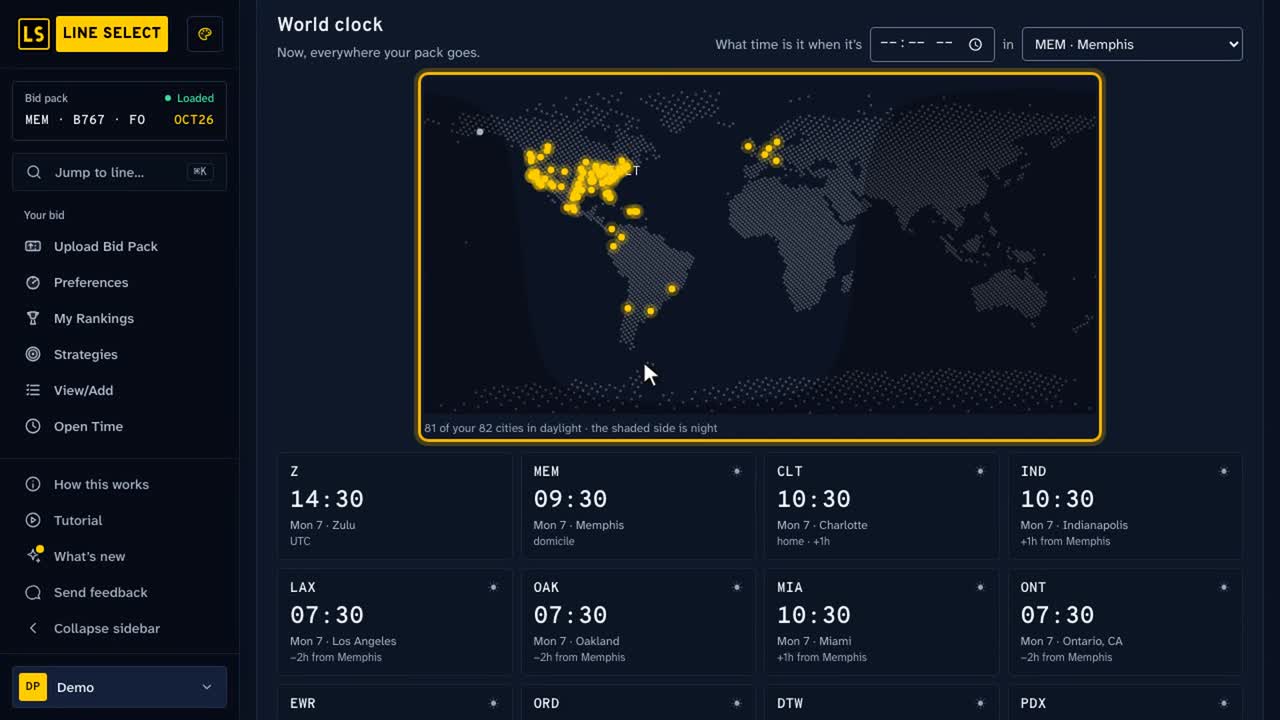 LS LINE SELECT
Bid pack Loaded
MEM · B767 · FO OCT26
Jump to line... ⌘K
Your bid
Upload Bid Pack
Preferences
My Rankings
Strategies
View/Add
Open Time
How this works
Tutorial
What's new
Send feedback
Collapse sidebar
DP Demo
World clock
Now, everywhere your pack goes.
What time is it when it's --:-- -- in MEM · Memphis
81 of your 82 cities in daylight · the shaded side is night
Z
14:30
Mon 7 · Zulu
UTC
MEM
09:30
Mon 7 · Memphis
domicile
CLT
10:30
Mon 7 · Charlotte
home · +1h
IND
10:30
Mon 7 · Indianapolis
+1h from Memphis
LAX
07:30
Mon 7 · Los Angeles
−2h from Memphis
OAK
07:30
Mon 7 · Oakland
−2h from Memphis
MIA
10:30
Mon 7 · Miami
+1h from Memphis
ONT
07:30
Mon 7 · Ontario, CA
−2h from Memphis
EWR
ORD
DTW
PDX